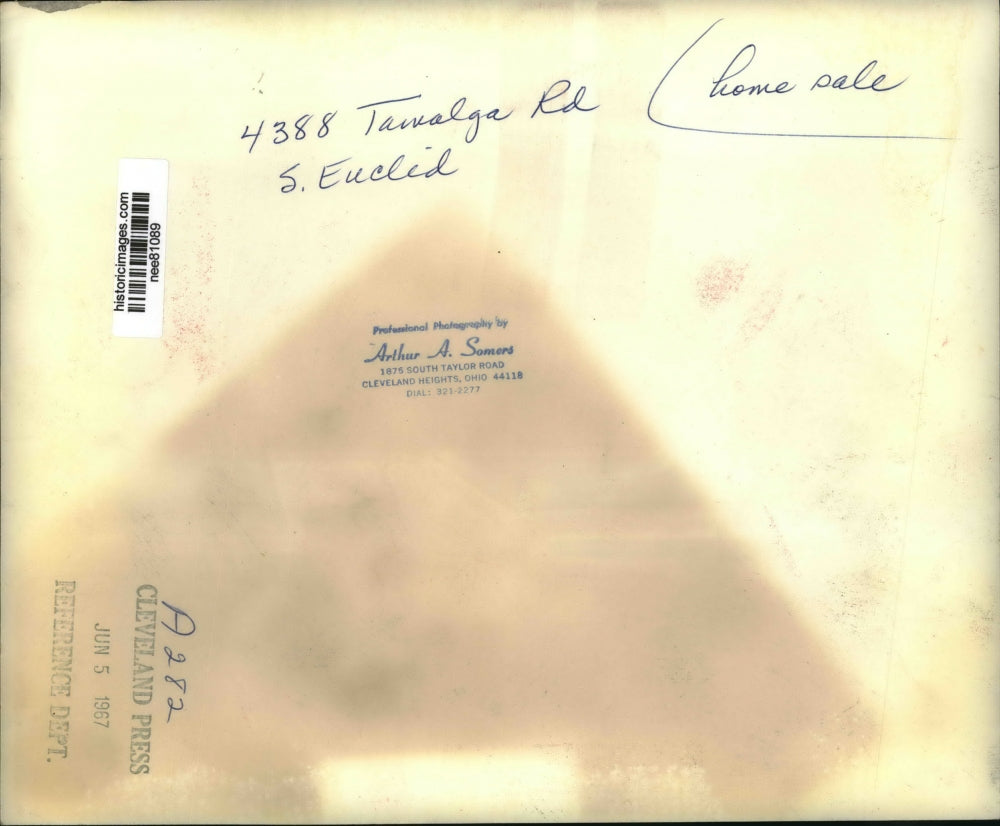 (home sale
4388 Tawalga Rd
S. Euclid
historicimages.com
nee81089
Professional Photography by
Arthur A. Somers
1875 SOUTH TAYLOR ROAD
CLEVELAND HEIGHTS, OHIO 44118
DIAL: 321-2277
A282
CLEVELAND PRESS
JUN 5 1967
REFERENCE DEPT.